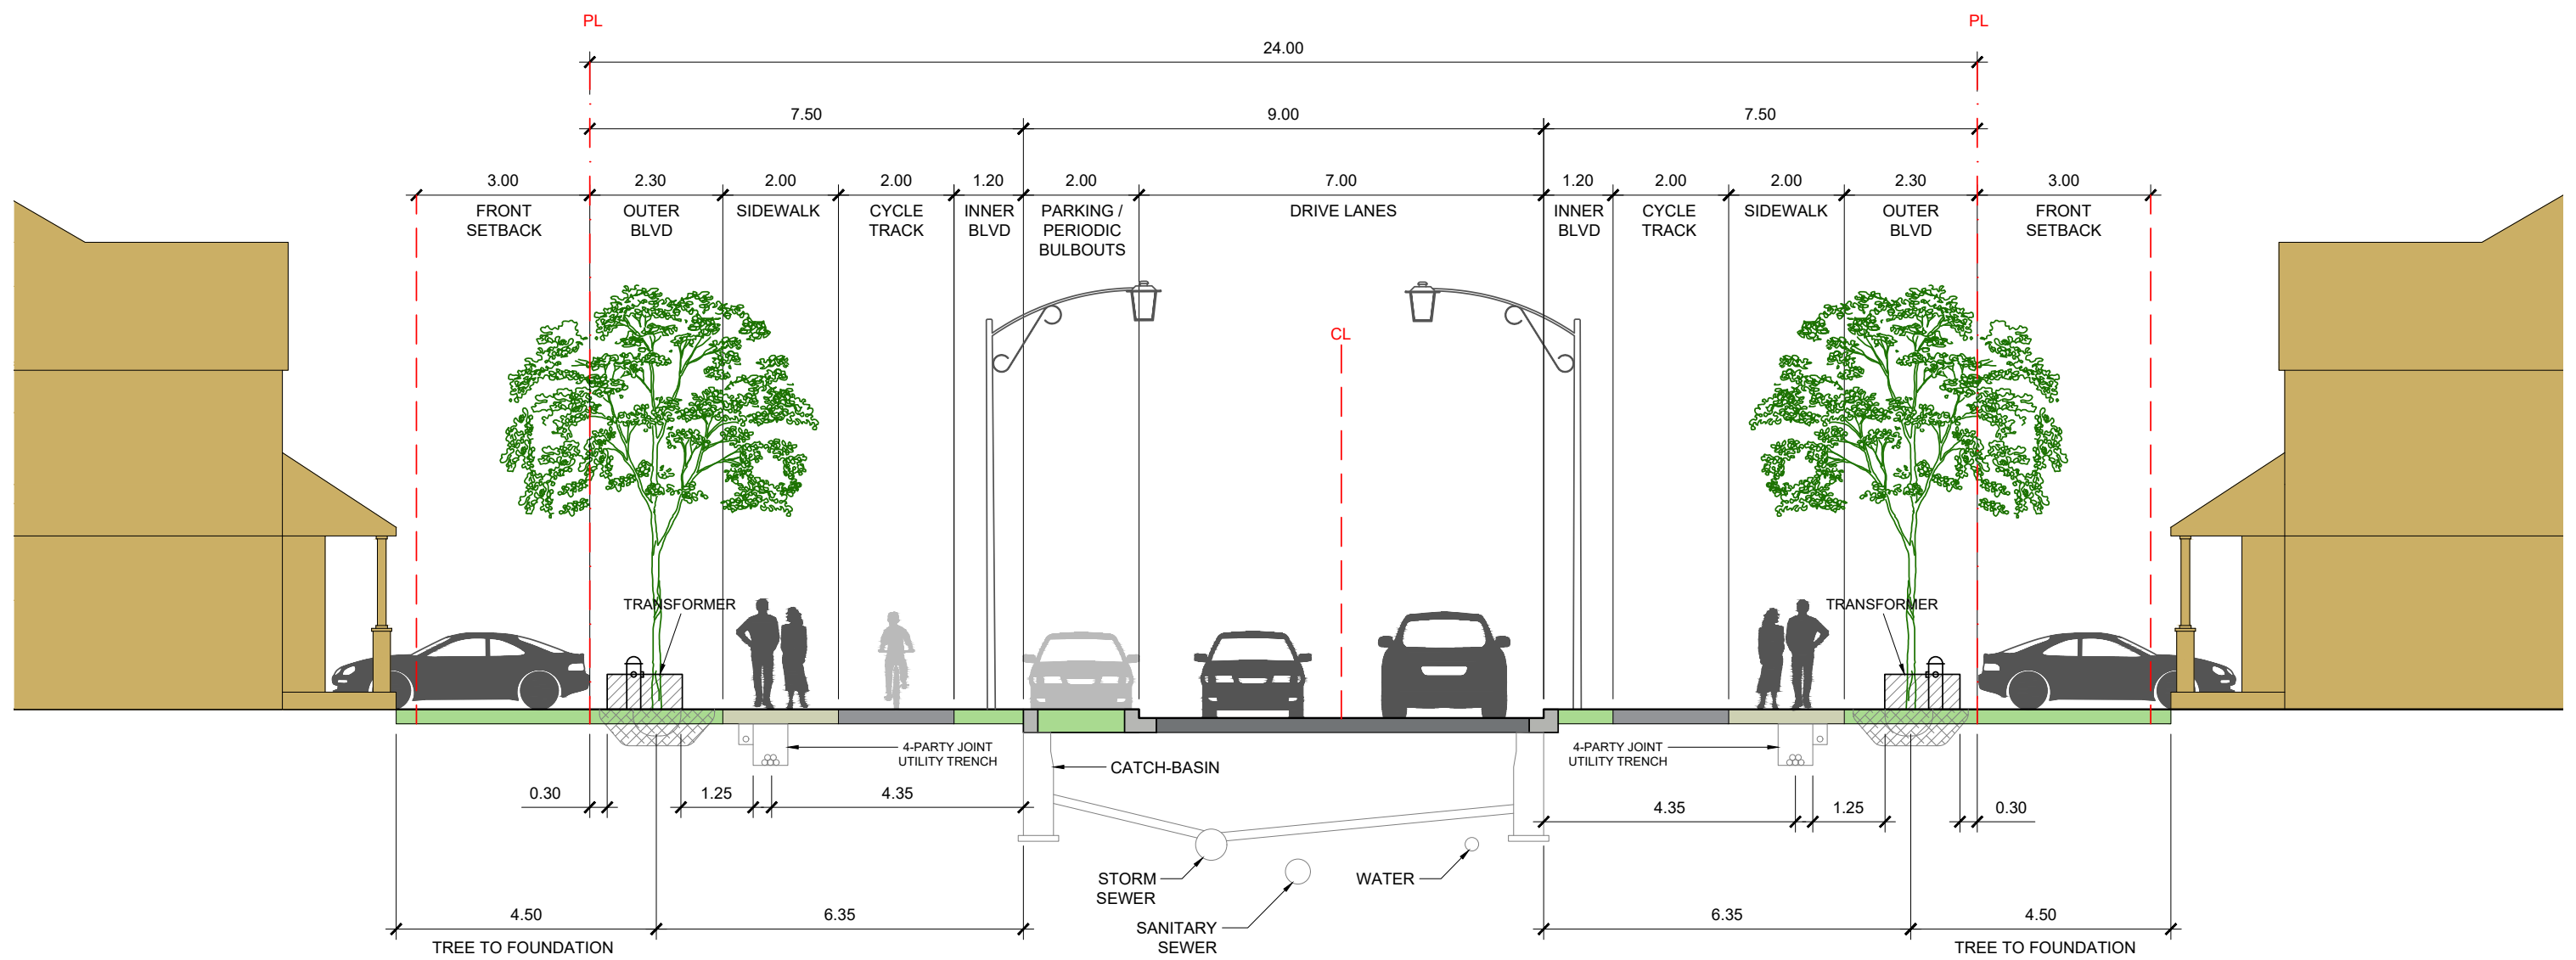 PL
PL
24.00
7.50
9.00
7.50
3.00
2.30
2.00
2.00
1.20
2.00
7.00
1.20
2.00
2.00
2.30
3.00
FRONT
SETBACK
OUTER
BLVD
SIDEWALK
CYCLE
TRACK
INNER
BLVD
PARKING /
PERIODIC
BULBOUTS
DRIVE LANES
INNER
BLVD
CYCLE
TRACK
SIDEWALK
OUTER
BLVD
FRONT
SETBACK
CL
TRANSFORMER
TRANSFORMER
4-PARTY JOINT
UTILITY TRENCH
4-PARTY JOINT
UTILITY TRENCH
CATCH-BASIN
0.30
1.25
4.35
4.35
1.25
0.30
STORM
SEWER
WATER
SANITARY
SEWER
4.50
6.35
6.35
4.50
TREE TO FOUNDATION
TREE TO FOUNDATION